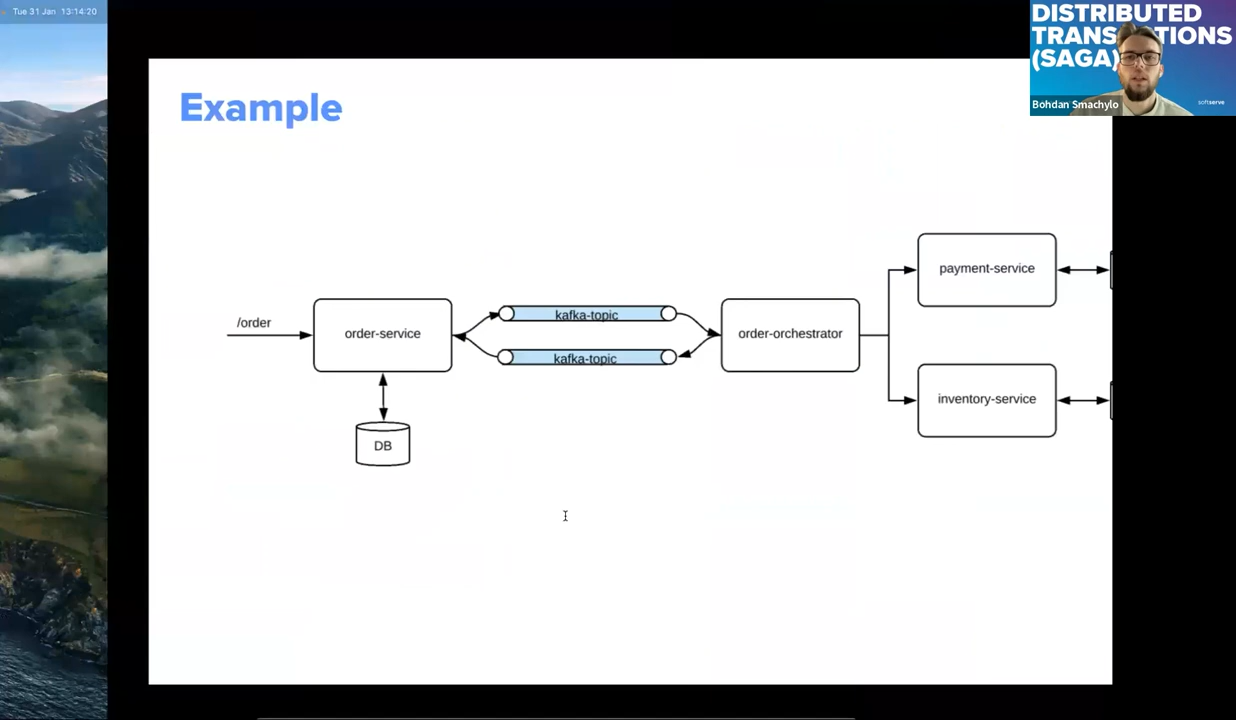 Tue 31 Jan 13:14:20
DISTRIBUTED
TRANS TIONS
(SAGA)
Bohdan Smachylo
softserve
Example
/order
order-service
DB
kafka-topic
kafka-topic
order-orchestrator
payment-service
inventory-service